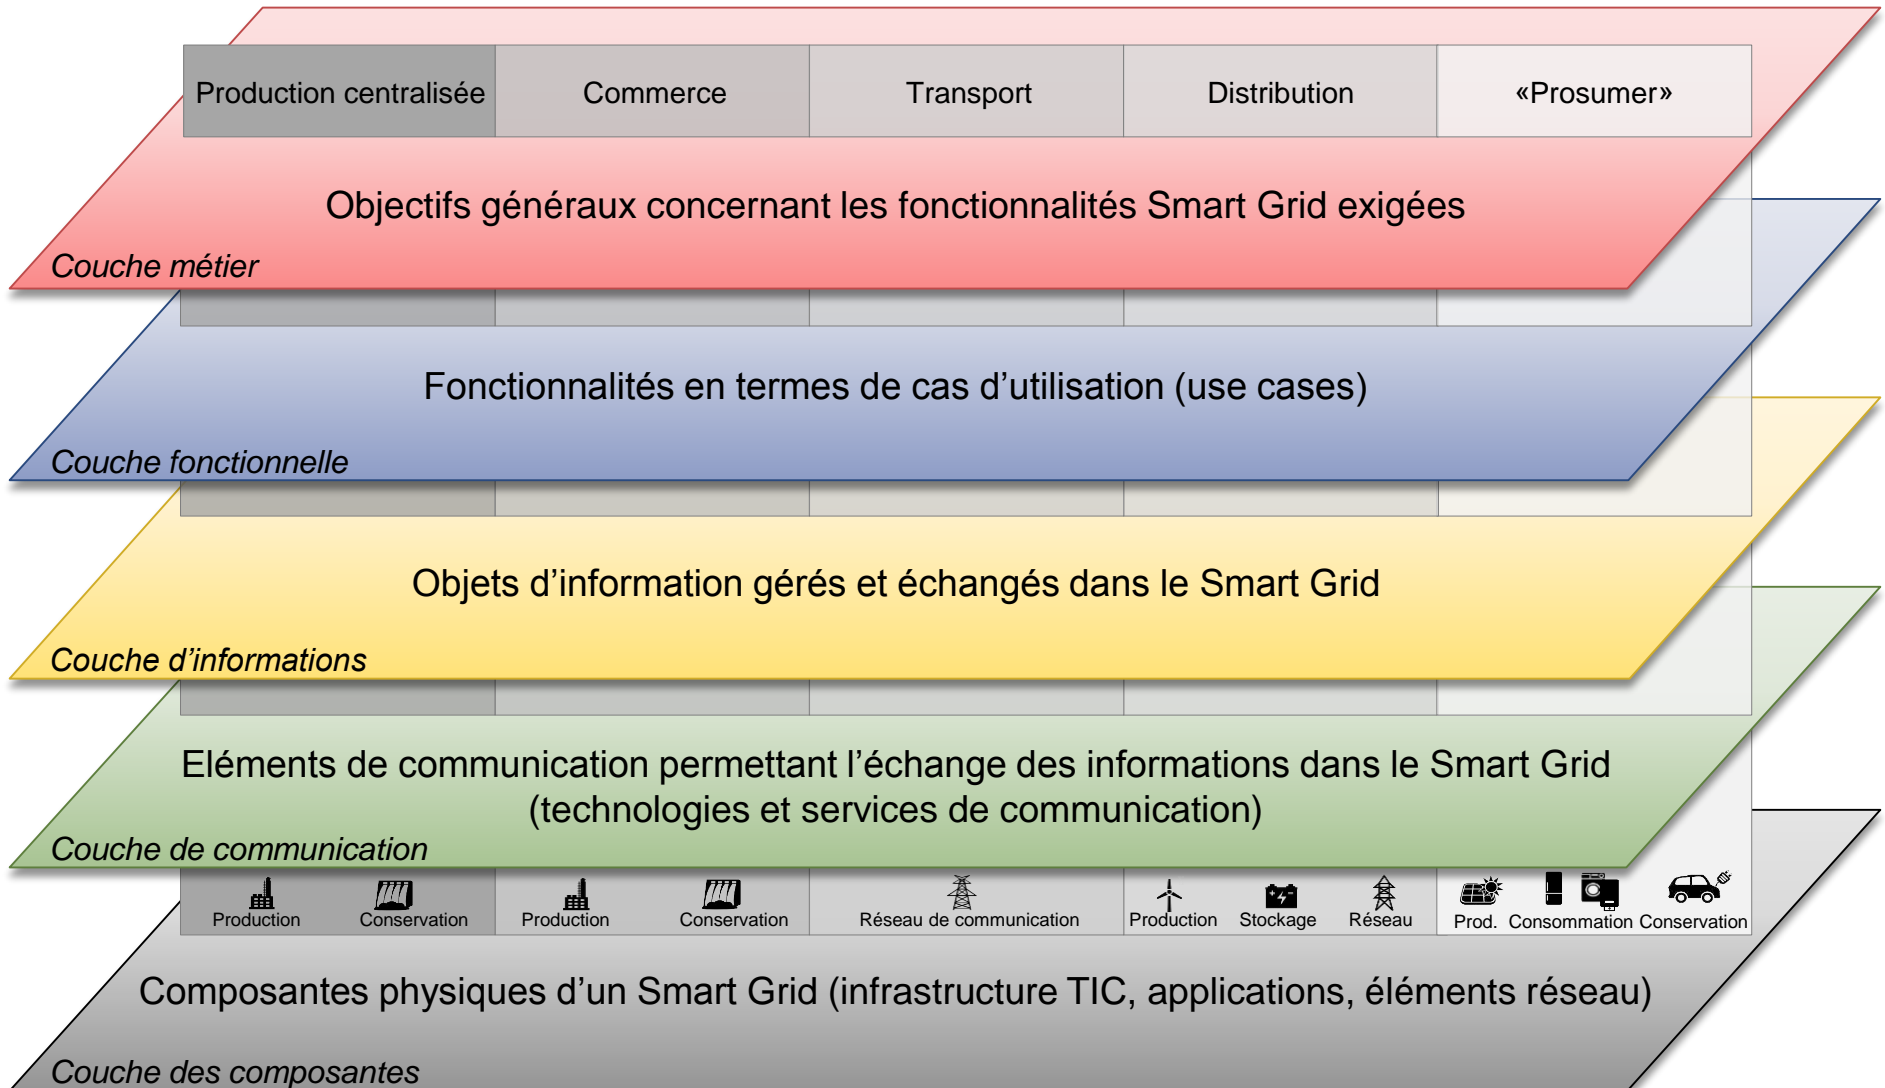 Production centralisée
Commerce
Transport
Distribution
«Prosumer»
Objectifs généraux concernant les fonctionnalités Smart Grid exigées
Couche métier
Fonctionnalités en termes de cas d’utilisation (use cases)
Couche fonctionnelle
Objets d’information gérés et échangés dans le Smart Grid
Couche d’informations
Eléments de communication permettant l’échange des informations dans le Smart Grid
(technologies et services de communication)
Couche de communication
Production
Conservation
Production
Conservation
Réseau de communication
Production
Stockage
Réseau
Prod.
Consommation
Conservation
Composantes physiques d’un Smart Grid (infrastructure TIC, applications, éléments réseau)
Couche des composantes